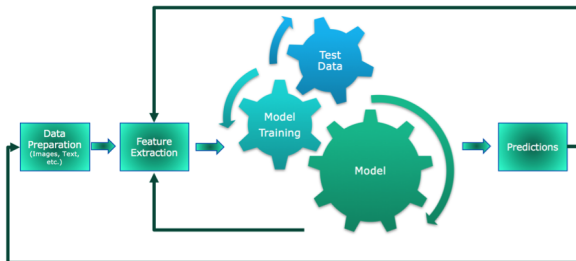 Data
Preparation
(Images, Text,
etc.)
Feature
Extraction
Test
Data
Model
Training
Model
Predictions